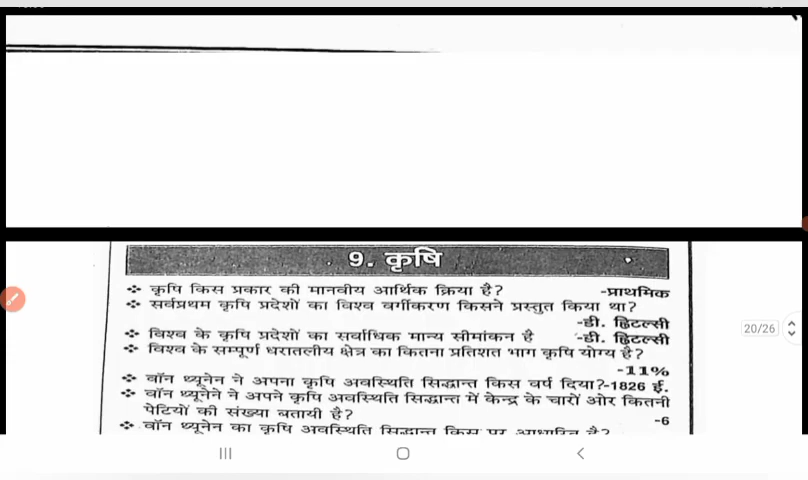 9. कृषि
❖ कृषि किस प्रकार की मानवीय आर्थिक क्रिया है? -प्राथमिक
❖ सर्वप्रथम कृषि प्रदेशों का विश्व वर्गीकरण किसने प्रस्तुत किया था?
-डी. ह्विटल्सी
❖ विश्व के कृषि प्रदेशों का सर्वाधिक मान्य सीमांकन है -डी. ह्विटल्सी
❖ विश्व के सम्पूर्ण धरातलीय क्षेत्र का कितना प्रतिशत भाग कृषि योग्य है?
-11%
❖ वॉन थ्यूनेन ने अपना कृषि अवस्थिति सिद्धान्त किस वर्ष दिया?-1826 ई.
❖ वॉन थ्यूनेने ने अपने कृषि अवस्थिति सिद्धान्त में केन्द्र के चारों ओर कितनी
पेटियों की संख्या बतायी है? -6
❖ वॉन थ्यूनेन का कृषि अवस्थिति सिद्धान्त किस पर आधारित है?
20/26